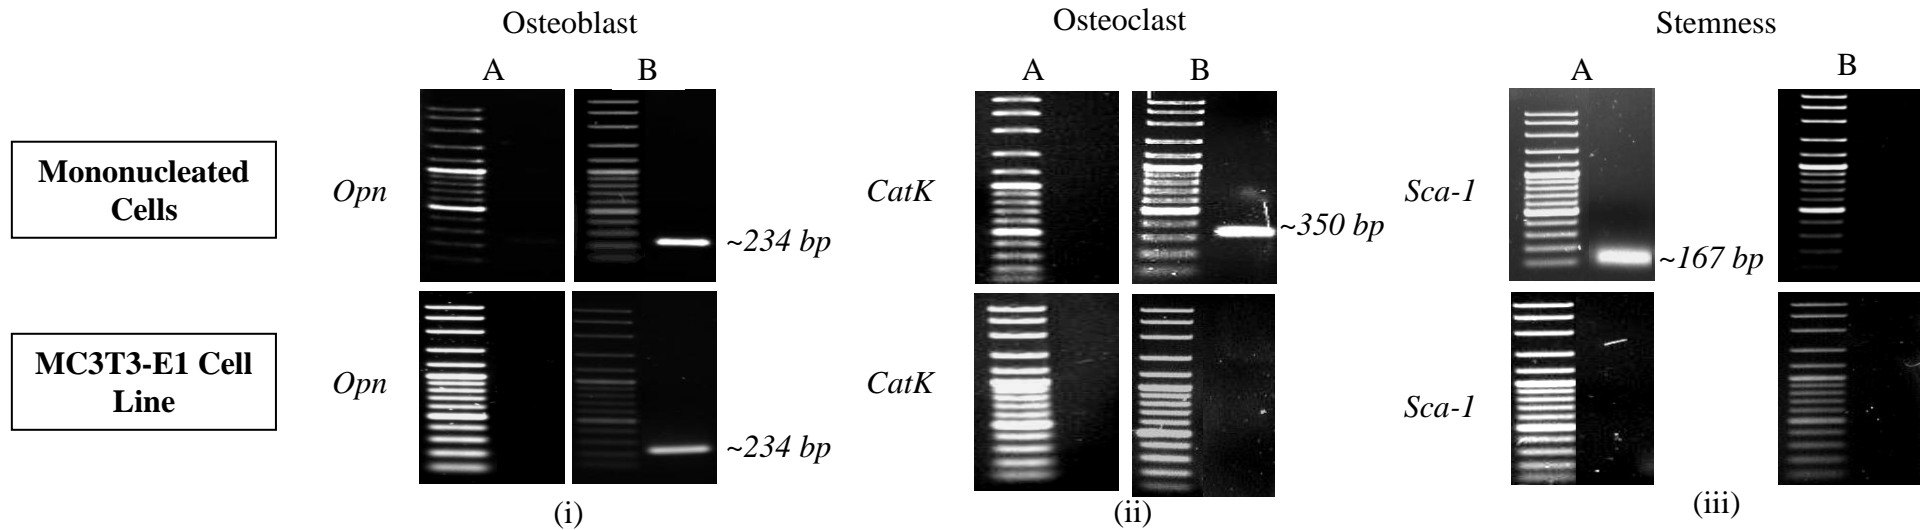 Osteoblast
Osteoclast
Stemness
A
B
A
B
A
B
Mononucleated
Cells
Opn
~234 bp
CatK
~350 bp
Sca-1
~167 bp
MC3T3-E1 Cell
Line
Opn
~234 bp
CatK
Sca-1
(i)
(ii)
(iii)